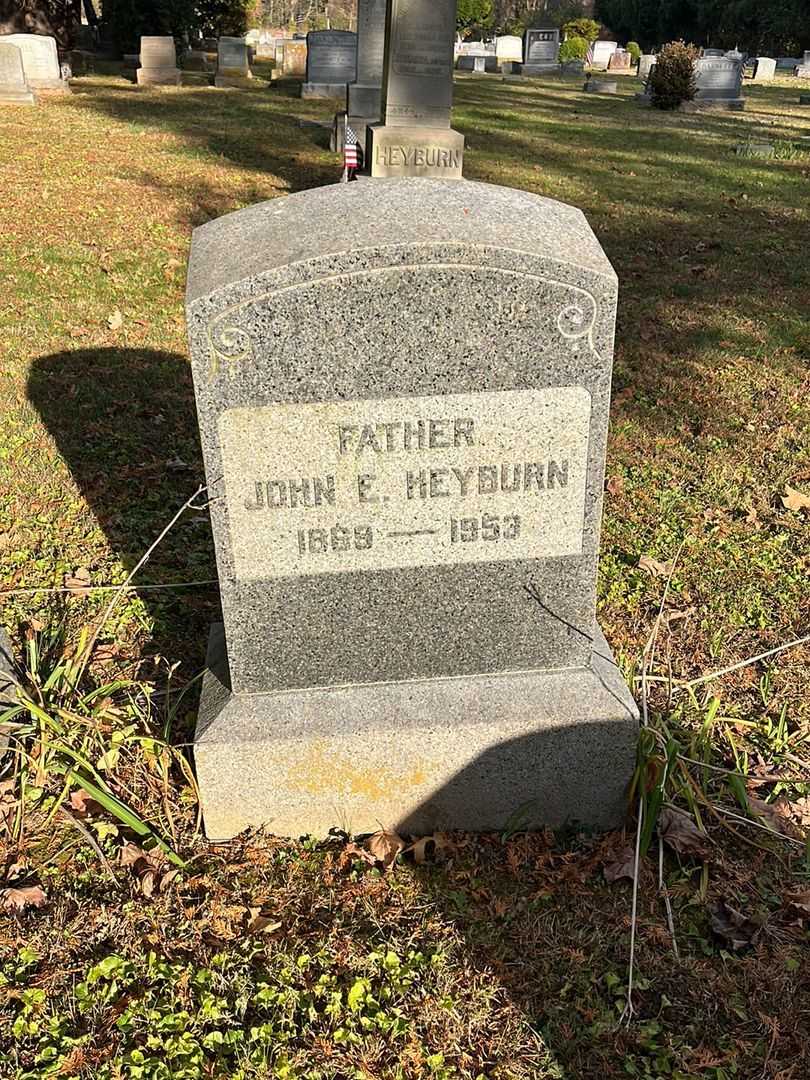 HEYBURN
FATHER
JOHN E. HEYBURN
1869 — 1953